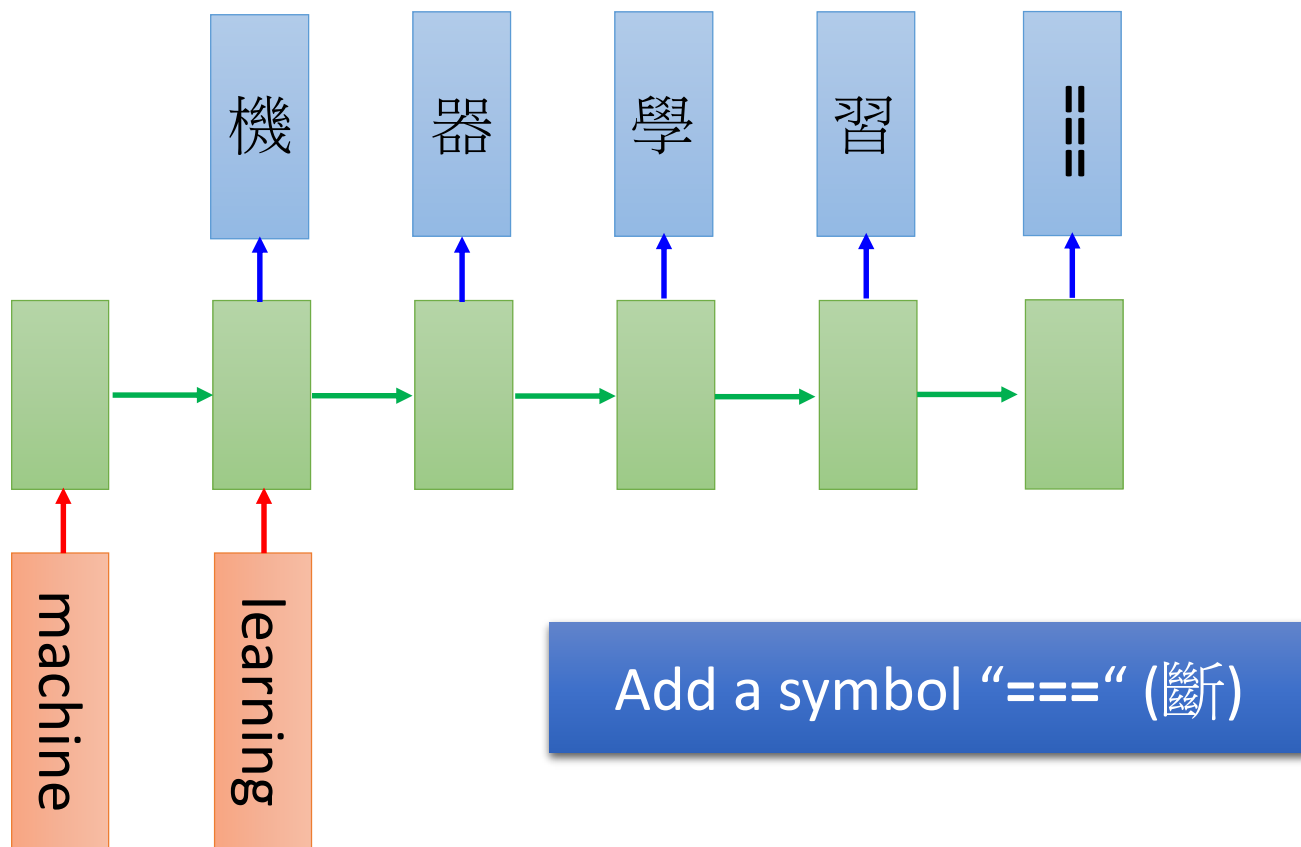 機 器 學 習 ===
machine learning
Add a symbol “===“ (斷)